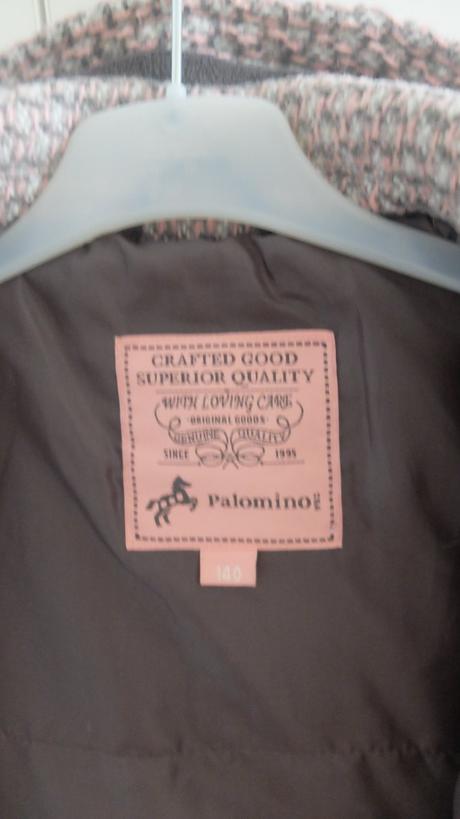 CRAFTED GOOD
SUPERIOR QUALITY
WITH LOVING CARE
·ORIGINAL GOODS·
GENUINE QUALITY
SINCE 1995
Palomino
140